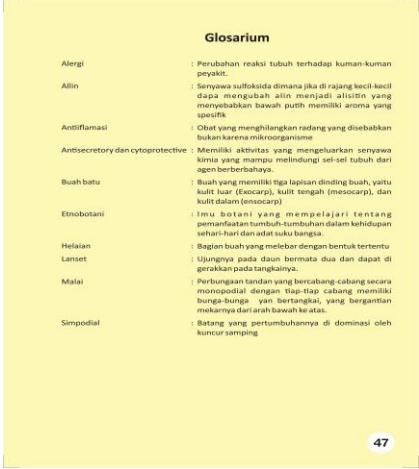 Glosarium
Alergi : Perubahan reaksi tubuh terhadap kuman-kuman
peyakit.
Allin : Senyawa sulfoksida dimana jika di rajang kecil-kecil
dapa mengubah alin menjadi alisitin yang
menyebabkan bawah putih memiliki aroma yang
spesifik
Antiiflamasi : Obat yang menghilangkan radang yang disebabkan
bukan karena mikroorganisme
Antisecretory dan cytoprotective : Memiliki aktivitas yang mengeluarkan senyawa
kimia yang mampu melindungi sel-sel tubuh dari
agen berberbahaya.
Buah batu : Buah yang memiliki tiga lapisan dinding buah, yaitu
kulit luar (Exocarp), kulit tengah (mesocarp), dan
kulit dalam (ensocarp)
Etnobotani : Imu botani yang mempelajari tentang
pemanfaatan tumbuh-tumbuhan dalam kehidupan
sehari-hari dan adat suku bangsa.
Helaian : Bagian buah yang melebar dengan bentuk tertentu
Lanset : Ujungnya pada daun bermata dua dan dapat di
gerakkan pada tangkainya.
Malai : Perbungaan tandan yang bercabang-cabang secara
monopodial dengan tiap-tiap cabang memiliki
bunga-bunga yan bertangkai, yang bergantian
mekarnya dari arah bawah ke atas.
Simpodial : Batang yang pertumbuhannya di dominasi oleh
kuncur samping
47